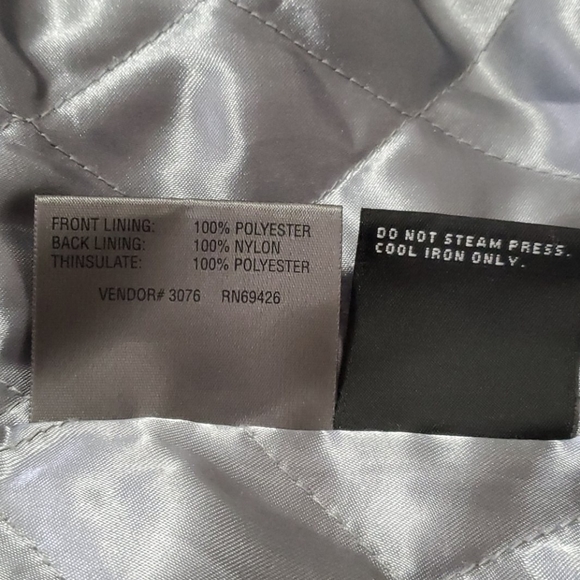 FRONT LINING: 100% POLYESTER
BACK LINING: 100% NYLON
THINSULATE: 100% POLYESTER
VENDOR# 3076 RN69426
DO NOT STEAM PRESS.
COOL IRON ONLY.